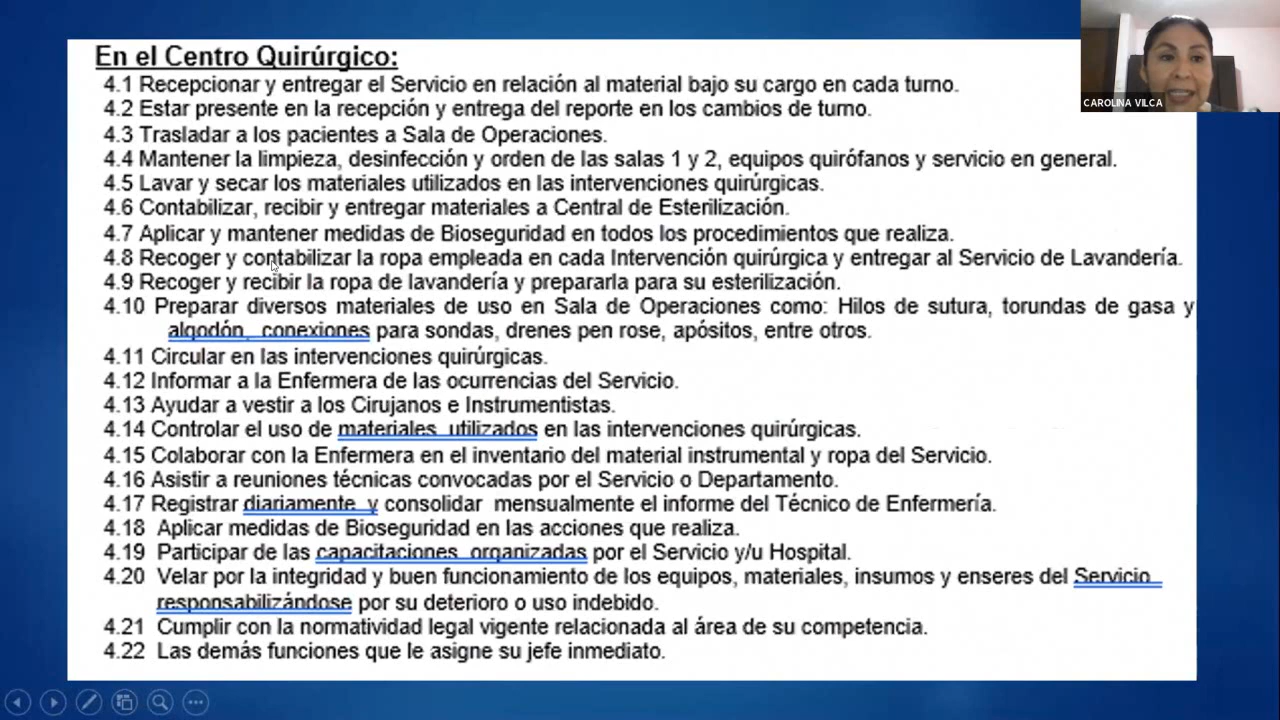 En el Centro Quirúrgico:
4.1 Recepcionar y entregar el Servicio en relación al material bajo su cargo en cada turno.
4.2 Estar presente en la recepción y entrega del reporte en los cambios de turno.
4.3 Trasladar a los pacientes a Sala de Operaciones.
4.4 Mantener la limpieza, desinfección y orden de las salas 1 y 2, equipos quirófanos y servicio en general.
4.5 Lavar y secar los materiales utilizados en las intervenciones quirúrgicas.
4.6 Contabilizar, recibir y entregar materiales a Central de Esterilización.
4.7 Aplicar y mantener medidas de Bioseguridad en todos los procedimientos que realiza.
4.8 Recoger y contabilizar la ropa empleada en cada Intervención quirúrgica y entregar al Servicio de Lavandería.
4.9 Recoger y recibir la ropa de lavandería y prepararla para su esterilización.
4.10 Preparar diversos materiales de uso en Sala de Operaciones como: Hilos de sutura, torundas de gasa y
algodón, conexiones para sondas, drenes pen rose, apósitos, entre otros.
4.11 Circular en las intervenciones quirúrgicas.
4.12 Informar a la Enfermera de las ocurrencias del Servicio.
4.13 Ayudar a vestir a los Cirujanos e Instrumentistas.
4.14 Controlar el uso de materiales utilizados en las intervenciones quirúrgicas.
4.15 Colaborar con la Enfermera en el inventario del material instrumental y ropa del Servicio.
4.16 Asistir a reuniones técnicas convocadas por el Servicio o Departamento.
4.17 Registrar diariamente y consolidar mensualmente el informe del Técnico de Enfermería.
4.18 Aplicar medidas de Bioseguridad en las acciones que realiza.
4.19 Participar de las capacitaciones organizadas por el Servicio y/u Hospital.
4.20 Velar por la integridad y buen funcionamiento de los equipos, materiales, insumos y enseres del Servicio
responsabilizándose por su deterioro o uso indebido.
4.21 Cumplir con la normatividad legal vigente relacionada al área de su competencia.
4.22 Las demás funciones que le asigne su jefe inmediato.
CAROLINA VILCA